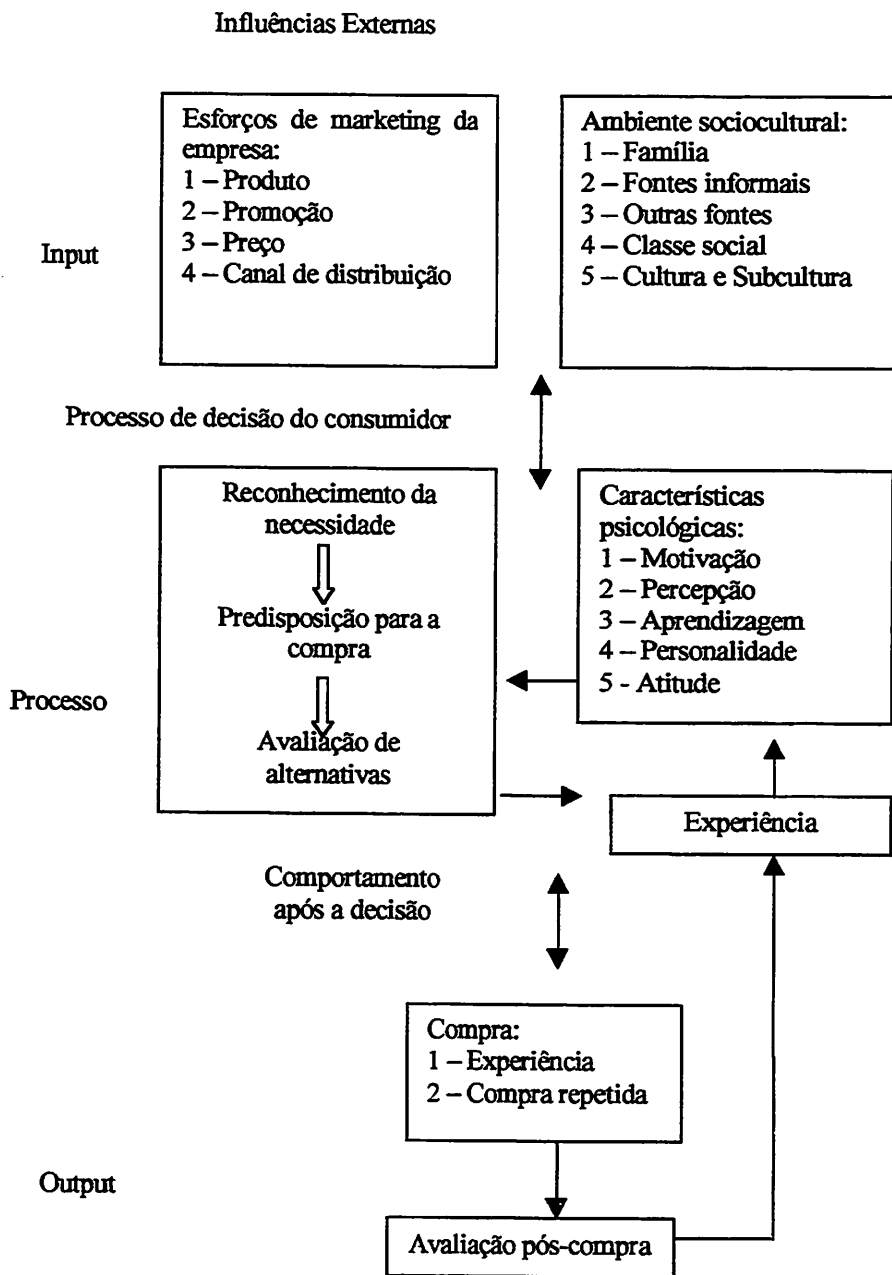 Influências Externas
Esforços de marketing da
empresa:
1 – Produto
2 – Promoção
3 – Preço
4 – Canal de distribuição
Ambiente sociocultural:
1 – Família
2 – Fontes informais
3 – Outras fontes
4 – Classe social
5 – Cultura e Subcultura
Input
Processo de decisão do consumidor
Reconhecimento da
necessidade
Predisposição para a
compra
Avaliação de
alternativas
Características
psicológicas:
1 – Motivação
2 – Percepção
3 – Aprendizagem
4 – Personalidade
5 - Atitude
Processo
Experiência
Comportamento
após a decisão
Compra:
1 – Experiência
2 – Compra repetida
Output
Avaliação pós-compra